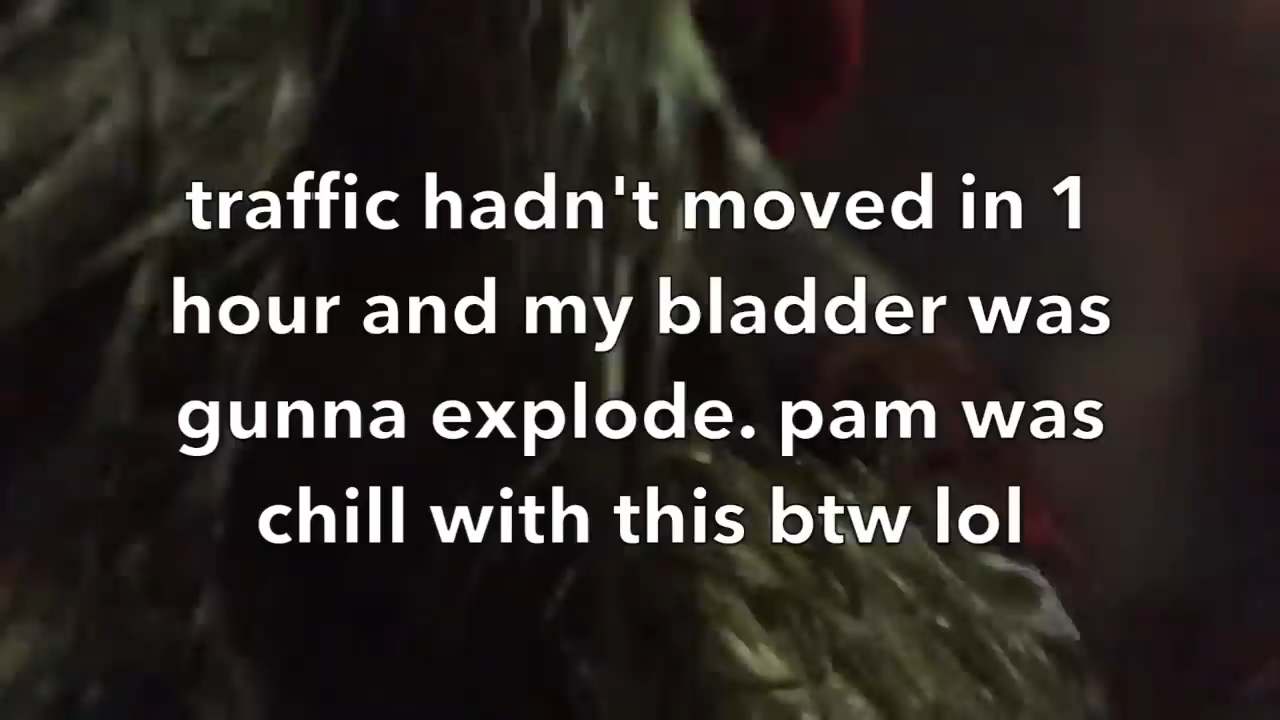 traffic hadn't moved in 1
hour and my bladder was
gunna explode. pam was
chill with this btw lol